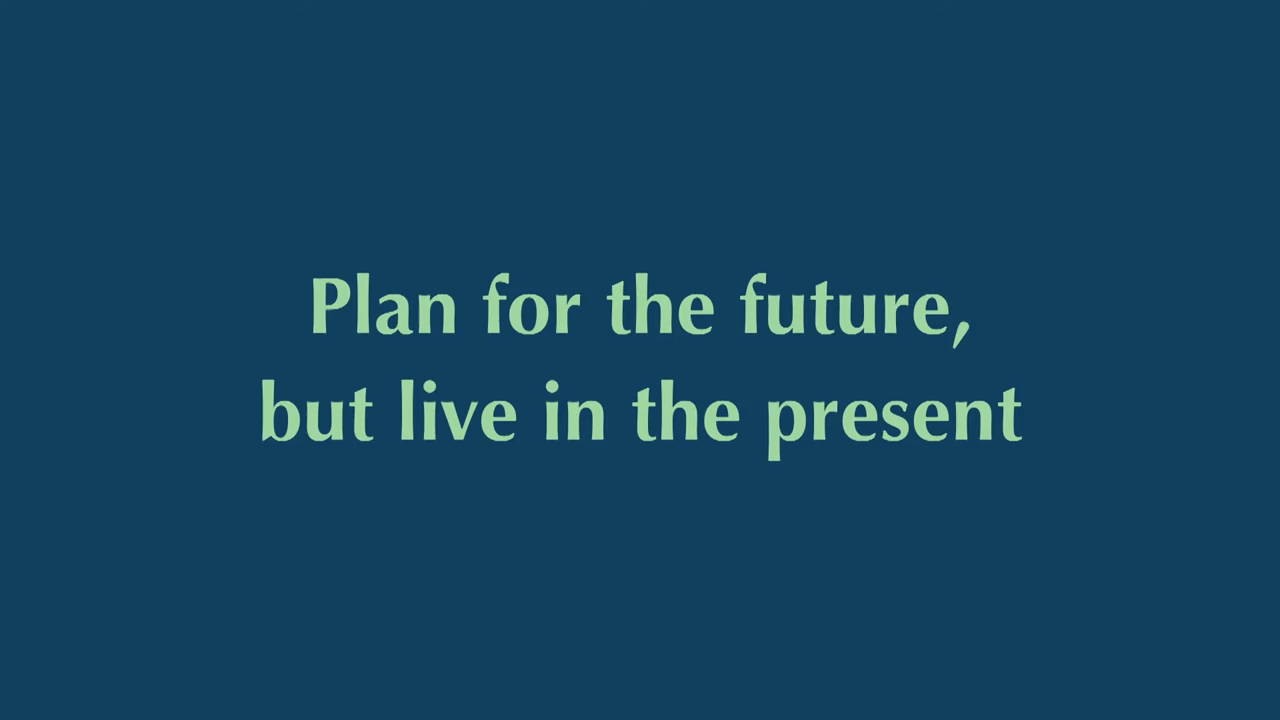 Plan for the future,
but live in the present